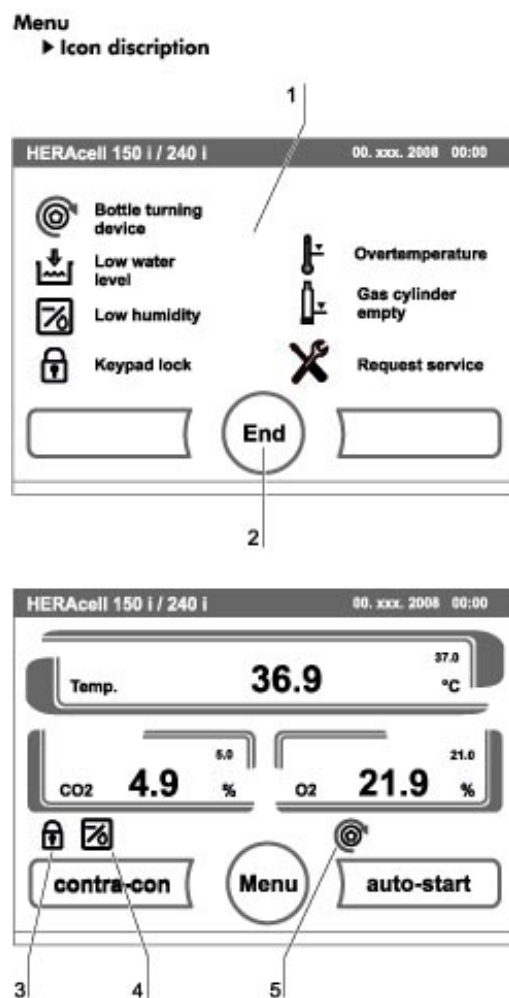 Menu
▶ Icon discription
1
HERAcell 150 i / 240 i 00. xxx. 2008 00:00
Bottle turning
device
Low water
level
Low humidity
Keypad lock
Overtemperature
Gas cylinder
empty
Request service
End
2
HERAcell 150 i / 240 i 00. xxx. 2008 00:00
Temp. 36.9 37.0 °C
CO2 4.9 5.0 %
O2 21.9 21.0 %
contra-con Menu auto-start
3 4 5